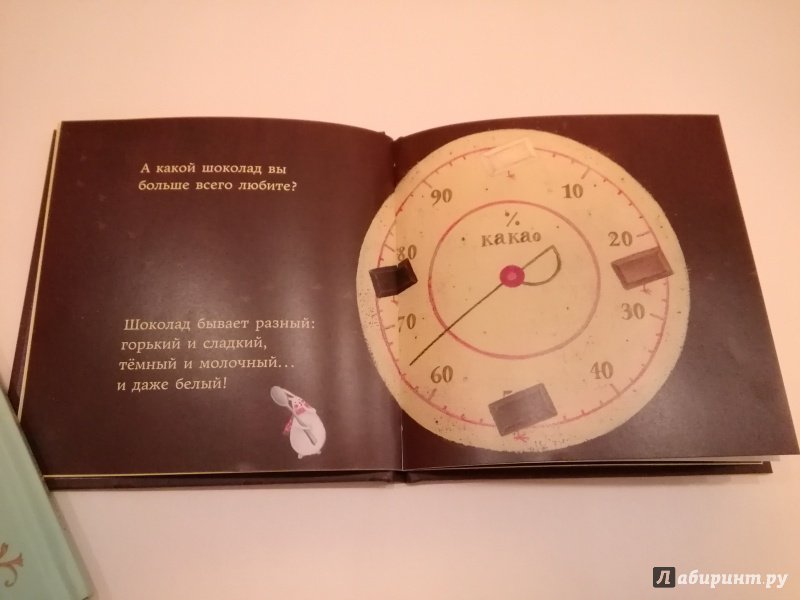 А какой шоколад вы
больше всего любите?
Шоколад бывает разный:
горький и сладкий,
тёмный и молочный...
и даже белый!
90
10
%
какао
80
20
70
30
60
40
Лабиринт.ру